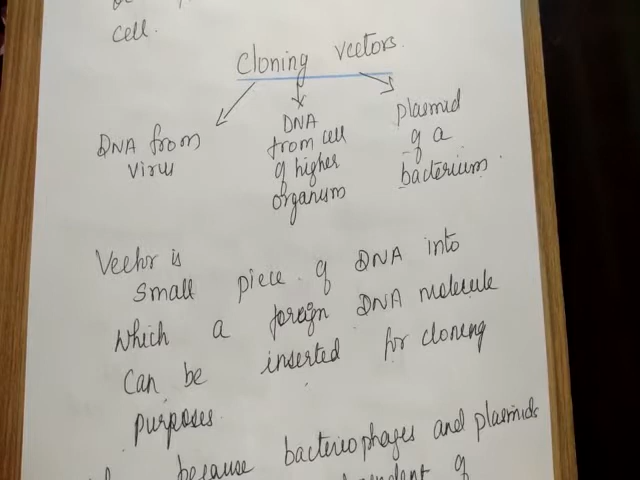 cell.
Cloning vectors.
DNA from
virus
DNA
from cell
of higher
organism
plasmid
of a
bacterium.
Vector is
small piece of DNA into
which a foreign DNA molecule
can be inserted for cloning
purposes.
because bacteriophages and plasmids
of